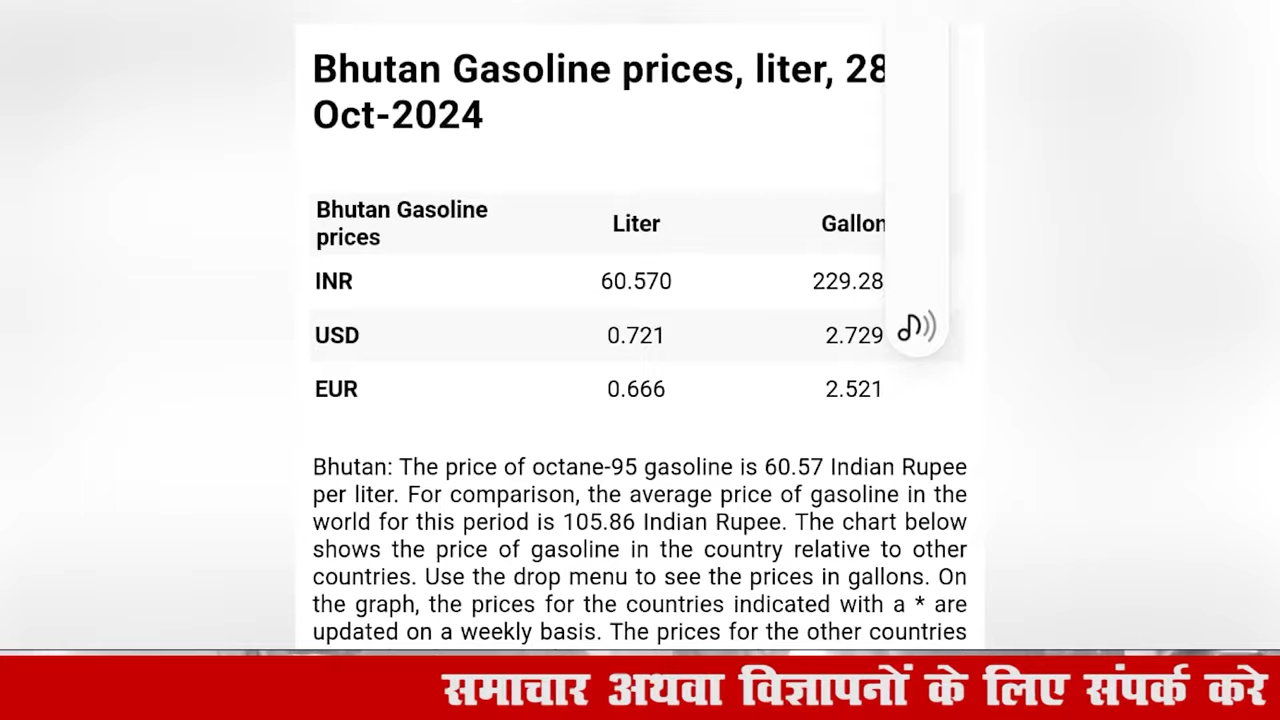 Bhutan Gasoline prices, liter, 28
Oct-2024
Bhutan Gasoline
prices
Liter
Gallon
INR 60.570 229.28
USD 0.721 2.729
EUR 0.666 2.521
Bhutan: The price of octane-95 gasoline is 60.57 Indian Rupee
per liter. For comparison, the average price of gasoline in the
world for this period is 105.86 Indian Rupee. The chart below
shows the price of gasoline in the country relative to other
countries. Use the drop menu to see the prices in gallons. On
the graph, the prices for the countries indicated with a * are
updated on a weekly basis. The prices for the other countries
समाचार अथवा विज्ञापनों के लिए संपर्क करे